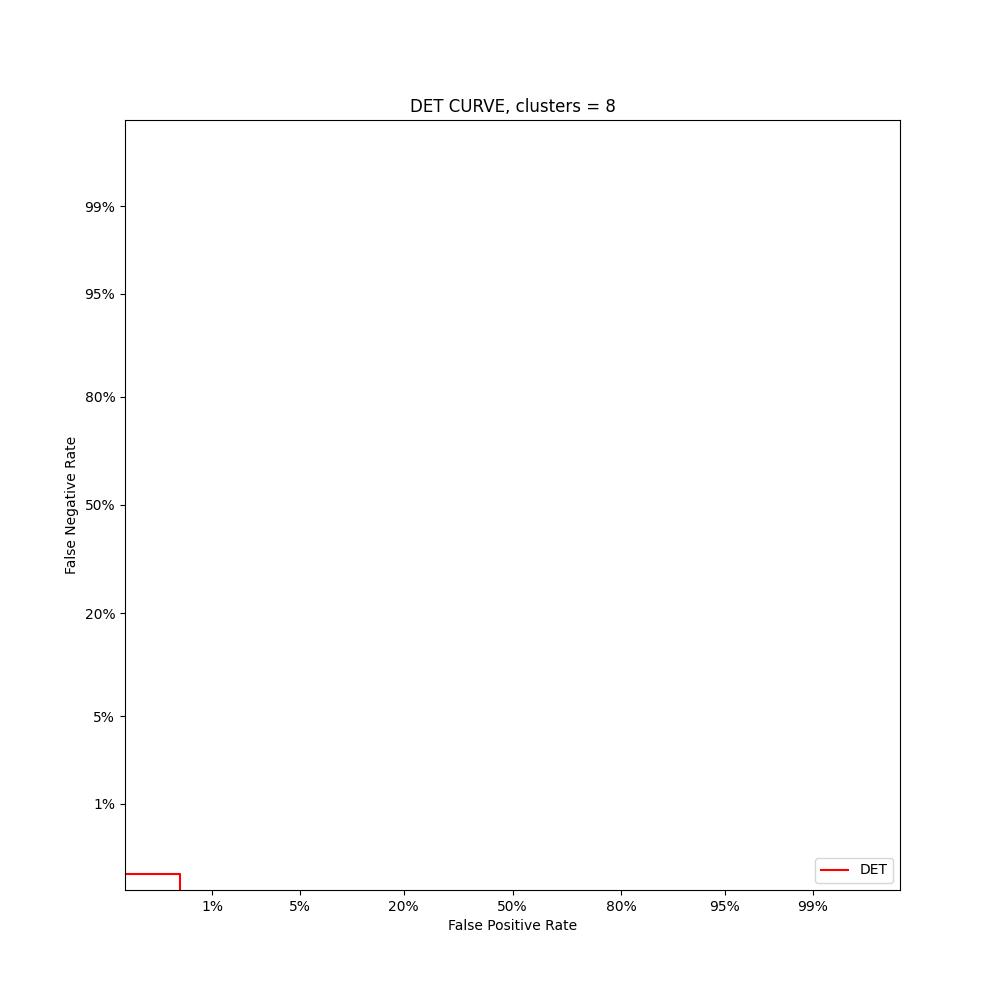 DET CURVE, clusters = 8
99%
95%
80%
50%
20%
5%
1%
False Negative Rate
DET
1% 5% 20% 50% 80% 95% 99%
False Positive Rate